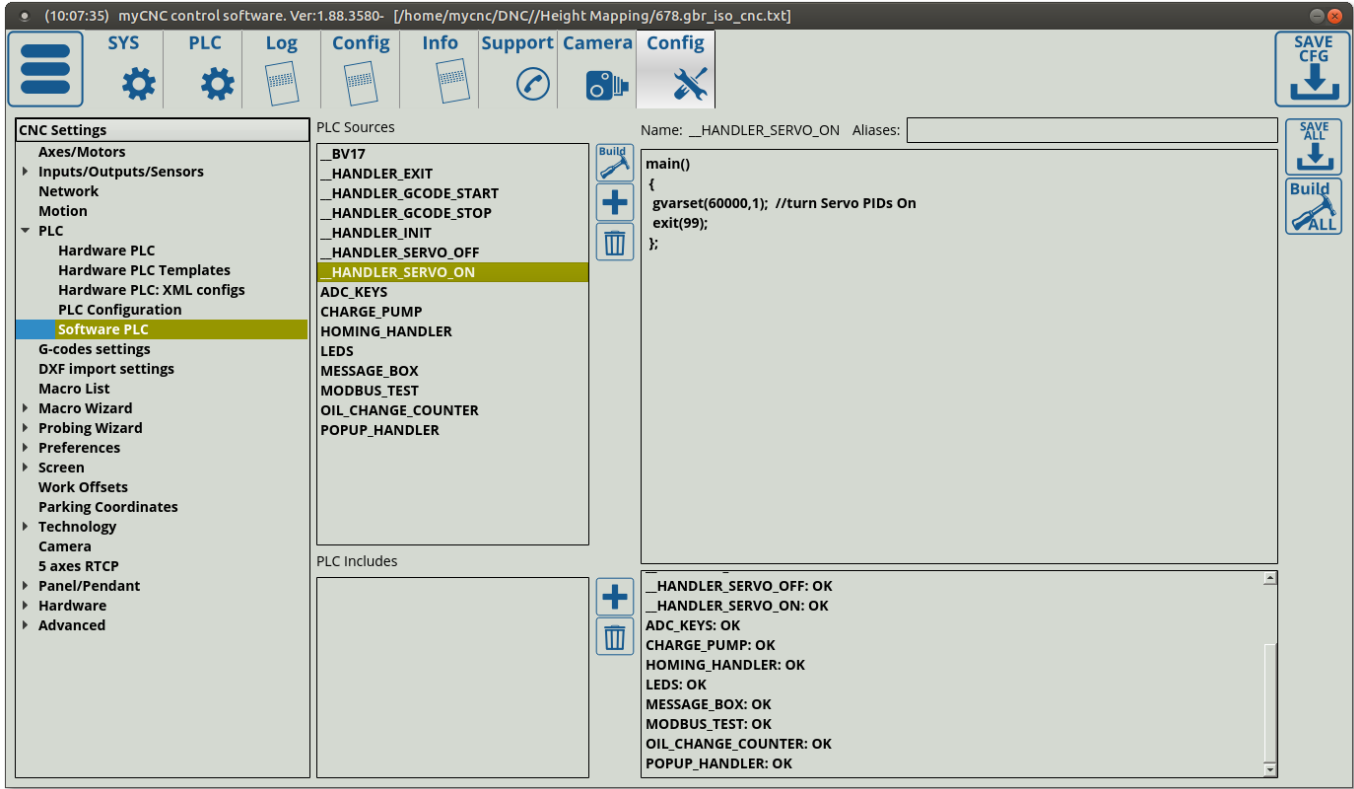 (10:07:35) myCNC control software. Ver:1.88.3580- [/home/mycnc/DNC//Height Mapping/678.gbr_iso_cnc.txt]
SYS
PLC
Log
Config
Info
Support
Camera
Config
SAVE
CFG
CNC Settings
Axes/Motors
Inputs/Outputs/Sensors
Network
Motion
PLC
Hardware PLC
Hardware PLC Templates
Hardware PLC: XML configs
PLC Configuration
Software PLC
G-codes settings
DXF import settings
Macro List
Macro Wizard
Probing Wizard
Preferences
Screen
Work Offsets
Parking Coordinates
Technology
Camera
5 axes RTCP
Panel/Pendant
Hardware
Advanced
PLC Sources
__BV17
__HANDLER_EXIT
__HANDLER_GCODE_START
__HANDLER_GCODE_STOP
__HANDLER_INIT
__HANDLER_SERVO_OFF
__HANDLER_SERVO_ON
ADC_KEYS
CHARGE_PUMP
HOMING_HANDLER
LEDS
MESSAGE_BOX
MODBUS_TEST
OIL_CHANGE_COUNTER
POPUP_HANDLER
Build
PLC Includes
Name: __HANDLER_SERVO_ON Aliases:
main()
{
gvarset(60000,1); //turn Servo PIDs On
exit(99);
};
__HANDLER_SERVO_OFF: OK
__HANDLER_SERVO_ON: OK
ADC_KEYS: OK
CHARGE_PUMP: OK
HOMING_HANDLER: OK
LEDS: OK
MESSAGE_BOX: OK
MODBUS_TEST: OK
OIL_CHANGE_COUNTER: OK
POPUP_HANDLER: OK
SAVE
ALL
Build
ALL